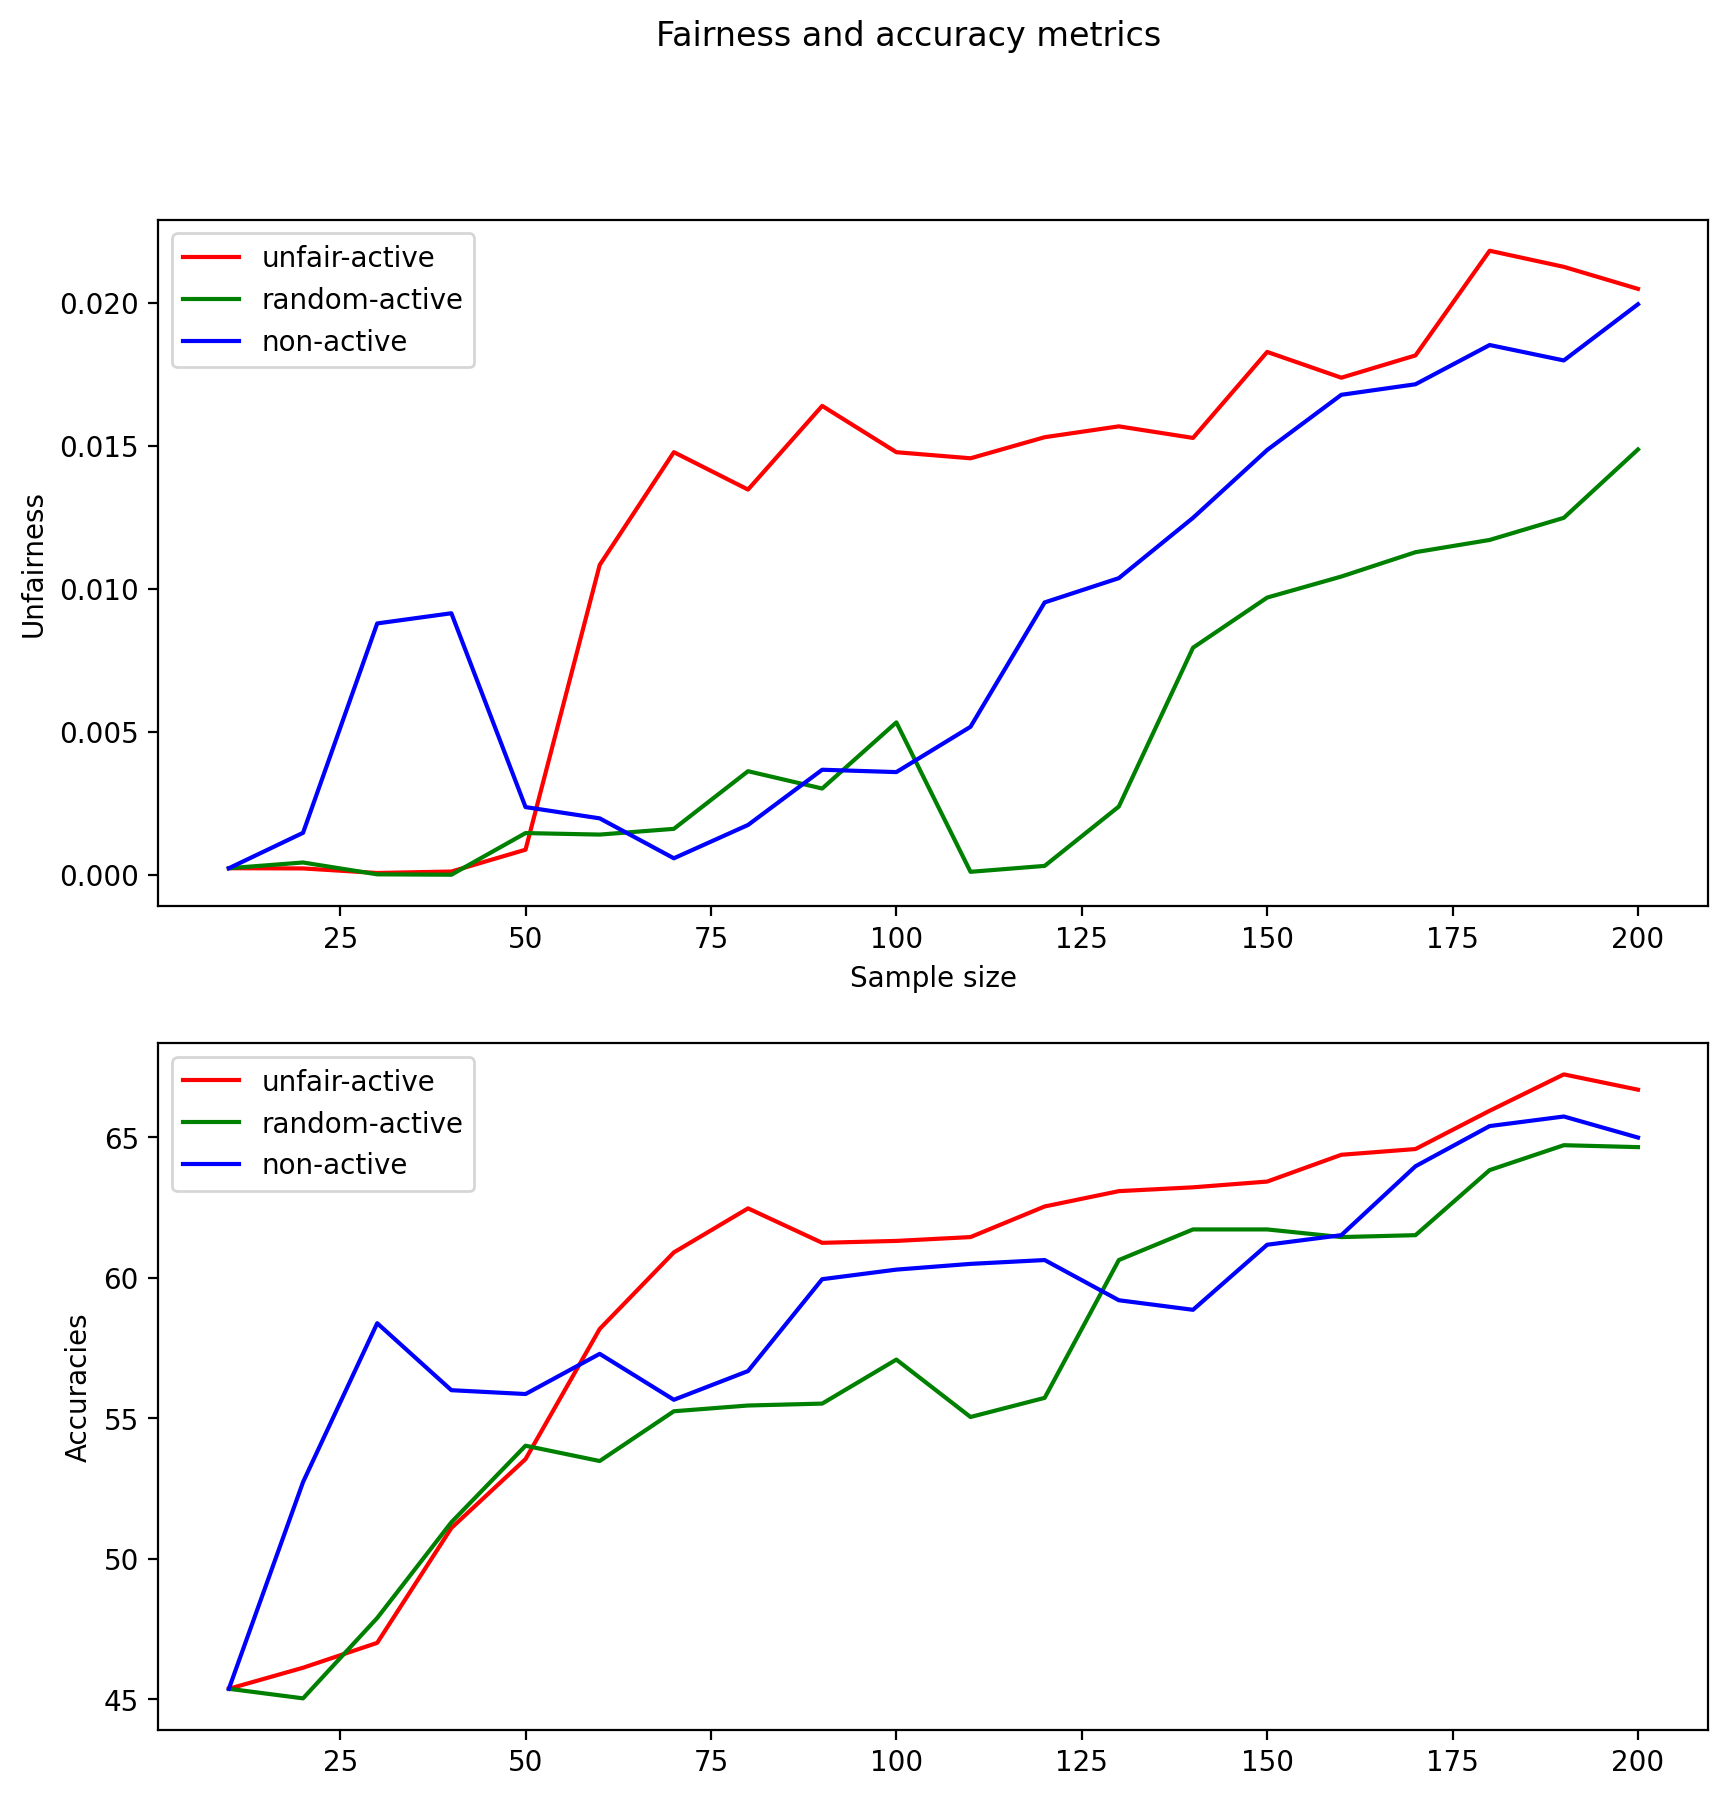 Fairness and accuracy metrics
unfair-active
random-active
non-active
0.020
0.015
0.010
0.005
0.000
Unfairness
25 50 75 100 125 150 175 200
Sample size
unfair-active
random-active
non-active
65
60
55
50
45
Accuracies
25 50 75 100 125 150 175 200